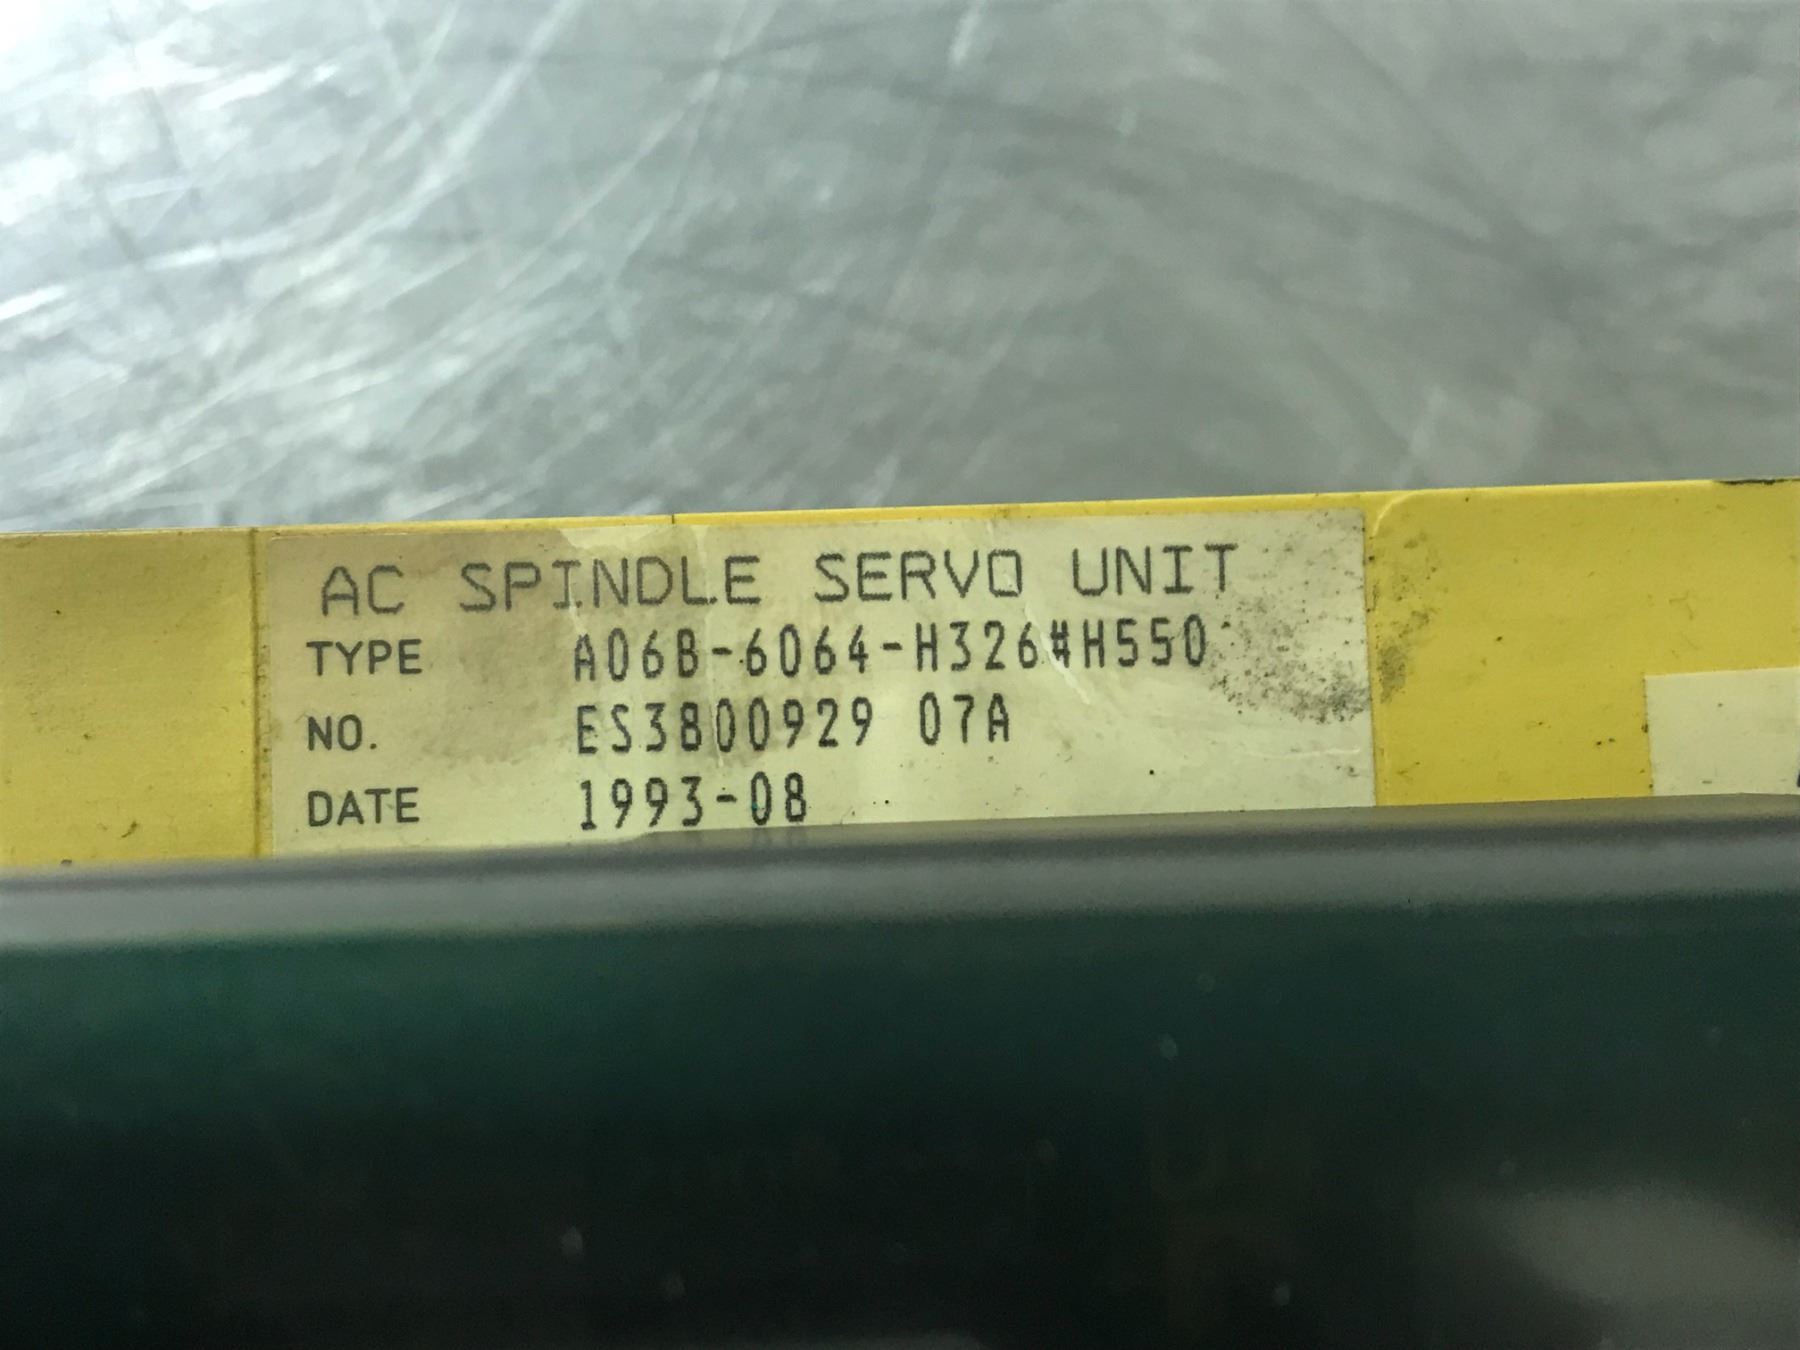 AC SPINDLE SERVO UNIT
TYPE A06B-6064-H326#H550
NO. ES3800929 07A
DATE 1993-08